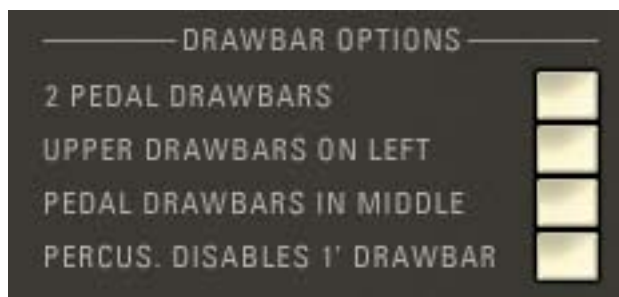 DRAWBAR OPTIONS
2 PEDAL DRAWBARS
UPPER DRAWBARS ON LEFT
PEDAL DRAWBARS IN MIDDLE
PERCUS. DISABLES 1' DRAWBAR